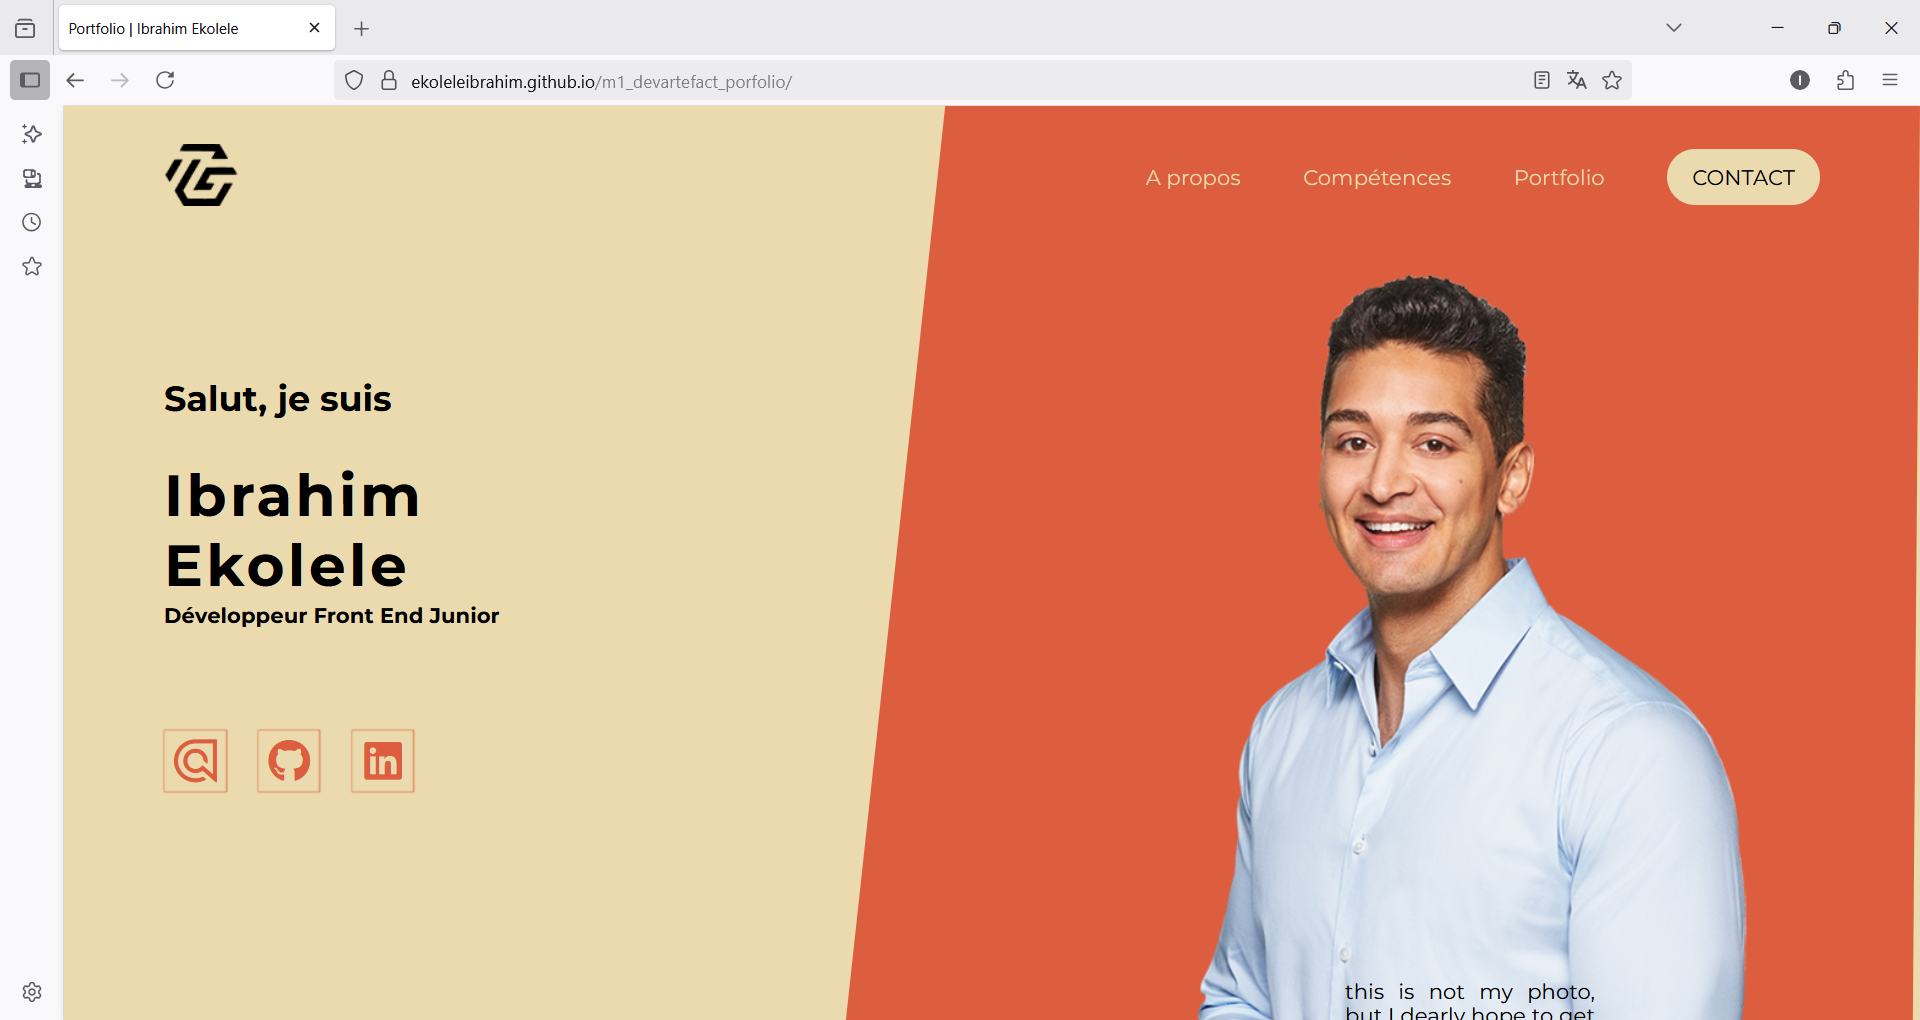 Portfolio | Ibrahim Ekolele
ekoleleibrahim.github.io/m1_devartefact_porfolio/
I
A propos
Compétences
Portfolio
CONTACT
Salut, je suis
Ibrahim
Ekolele
Développeur Front End Junior
in
this is not my photo,
but I dearly hope to get